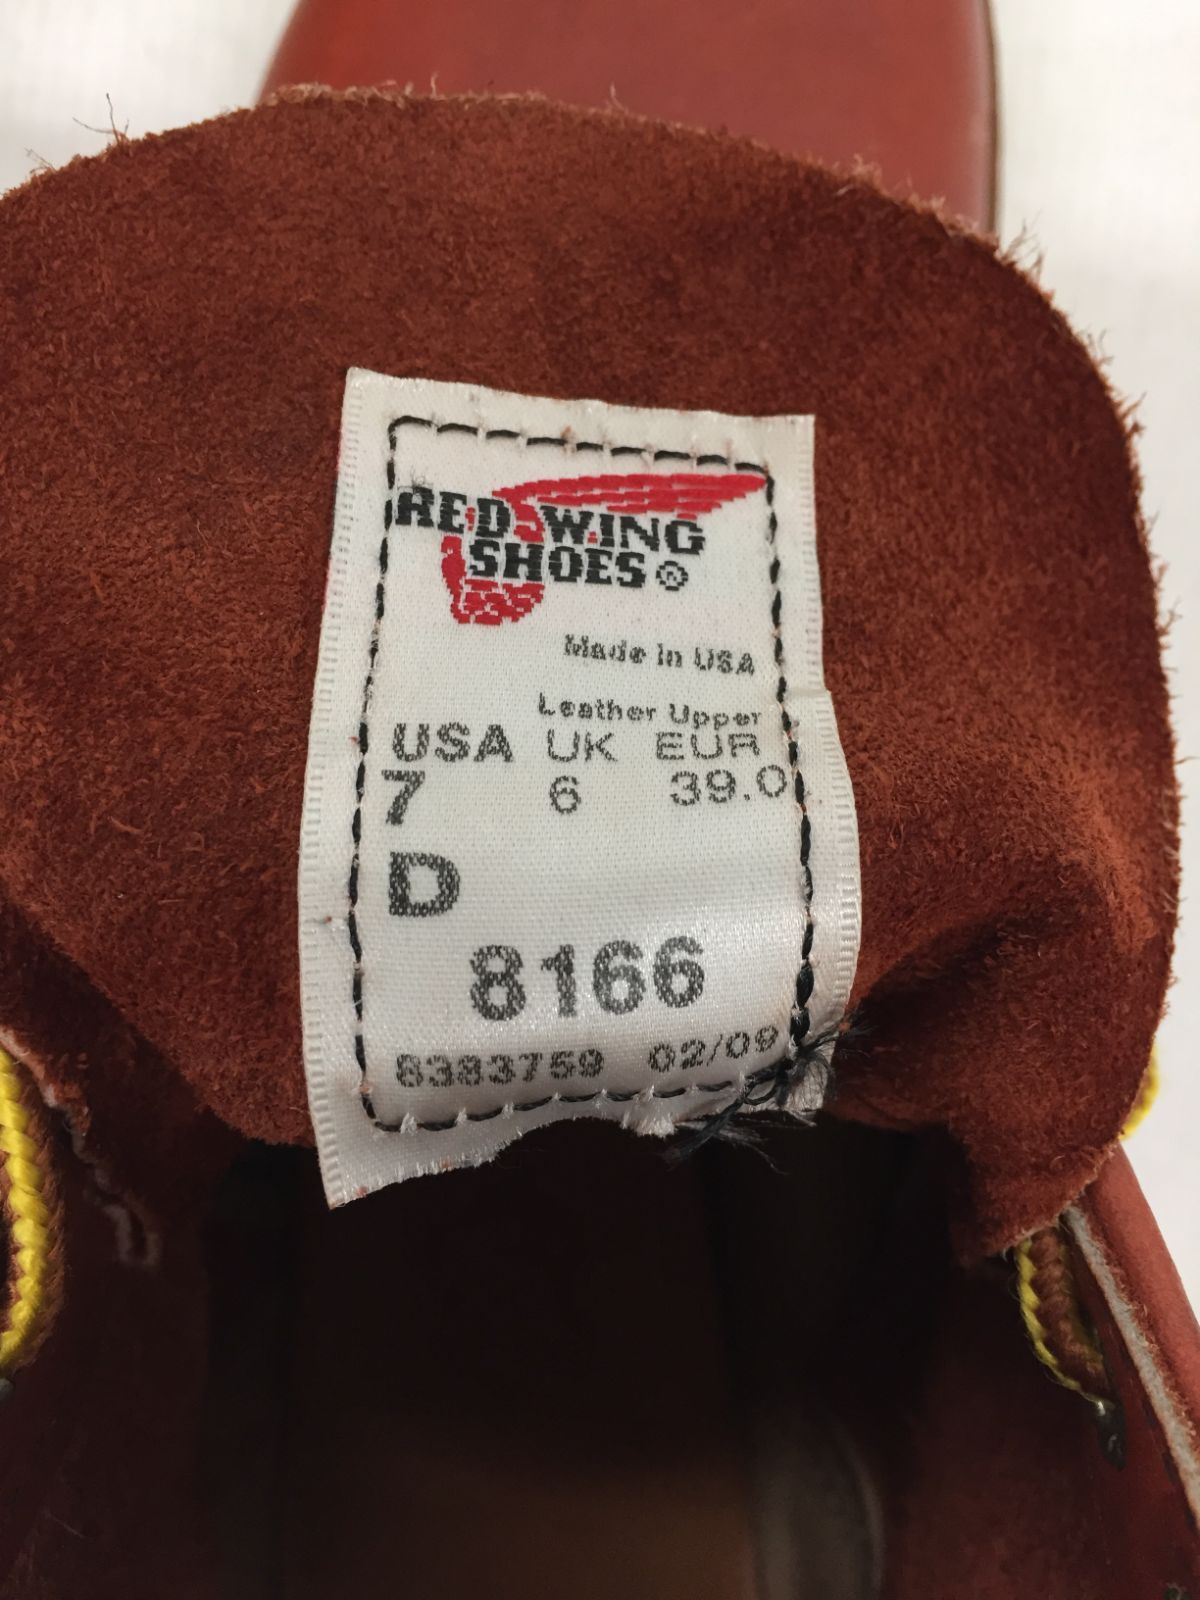 RED WING
SHOES ®
Made in USA
Leather Upper
USA UK EUR
7 6 39.0
D
8166
8383759 02/09